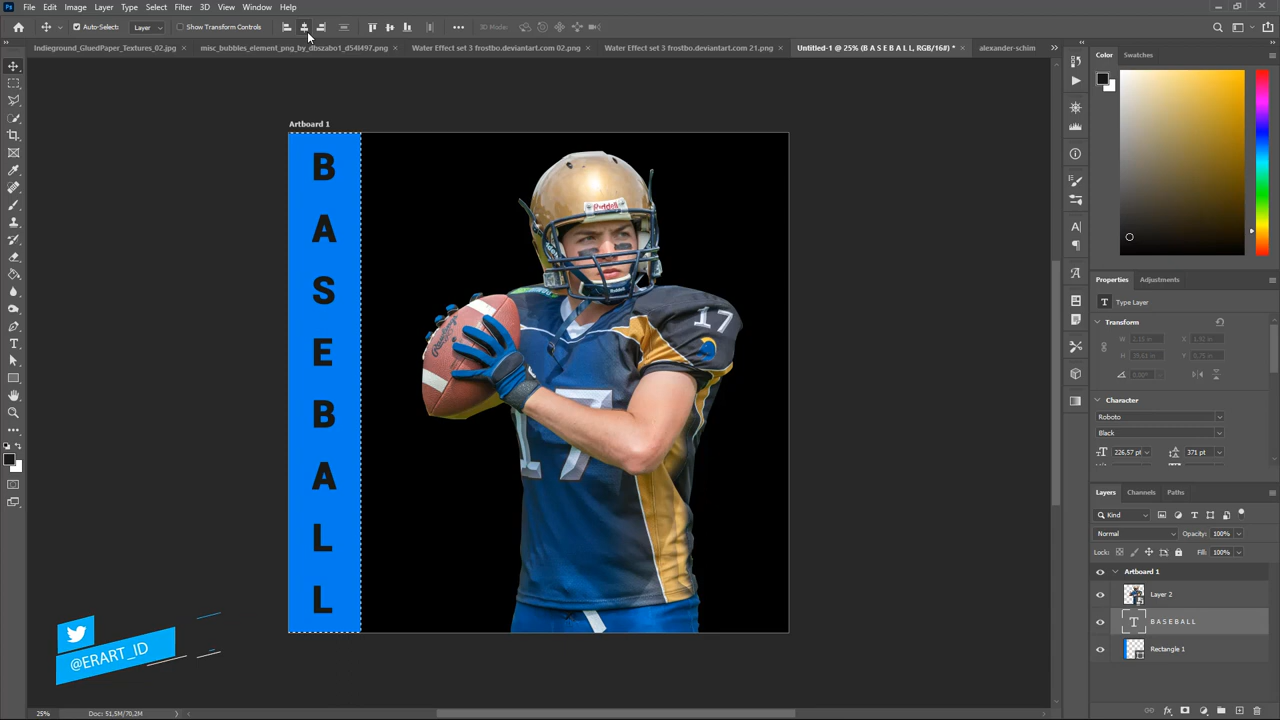 File Edit Image Layer Type Select Filter 3D View Window Help
Auto-Select: Layer Show Transform Controls 3D Mode:
Indieground_GluedPaper_Textures_02.jpg × misc_bubbles_element_png_by_dbszabo1_d54l497.png × Water Effect set 3 frostbo.deviantart.com 02.png × Water Effect set 3 frostbo.deviantart.com 21.png × Untitled-1 @ 25% (B A S E B A L L, RGB/16#) * × alexander-schim
Color Swatches
Artboard 1
B
A
S
E
B
A
L
L
Riddell
Riddell
17
17
Properties Adjustments
Type Layer
Transform
Character
Roboto
Black
226,57 pt 371 pt
Layers Channels Paths
Kind
Normal Opacity: 100%
Lock: Fill: 100%
Artboard 1
Layer 2
B A S E B A L L
Rectangle 1
@ERART_ID
25% Doc: 51,5M/70,2M